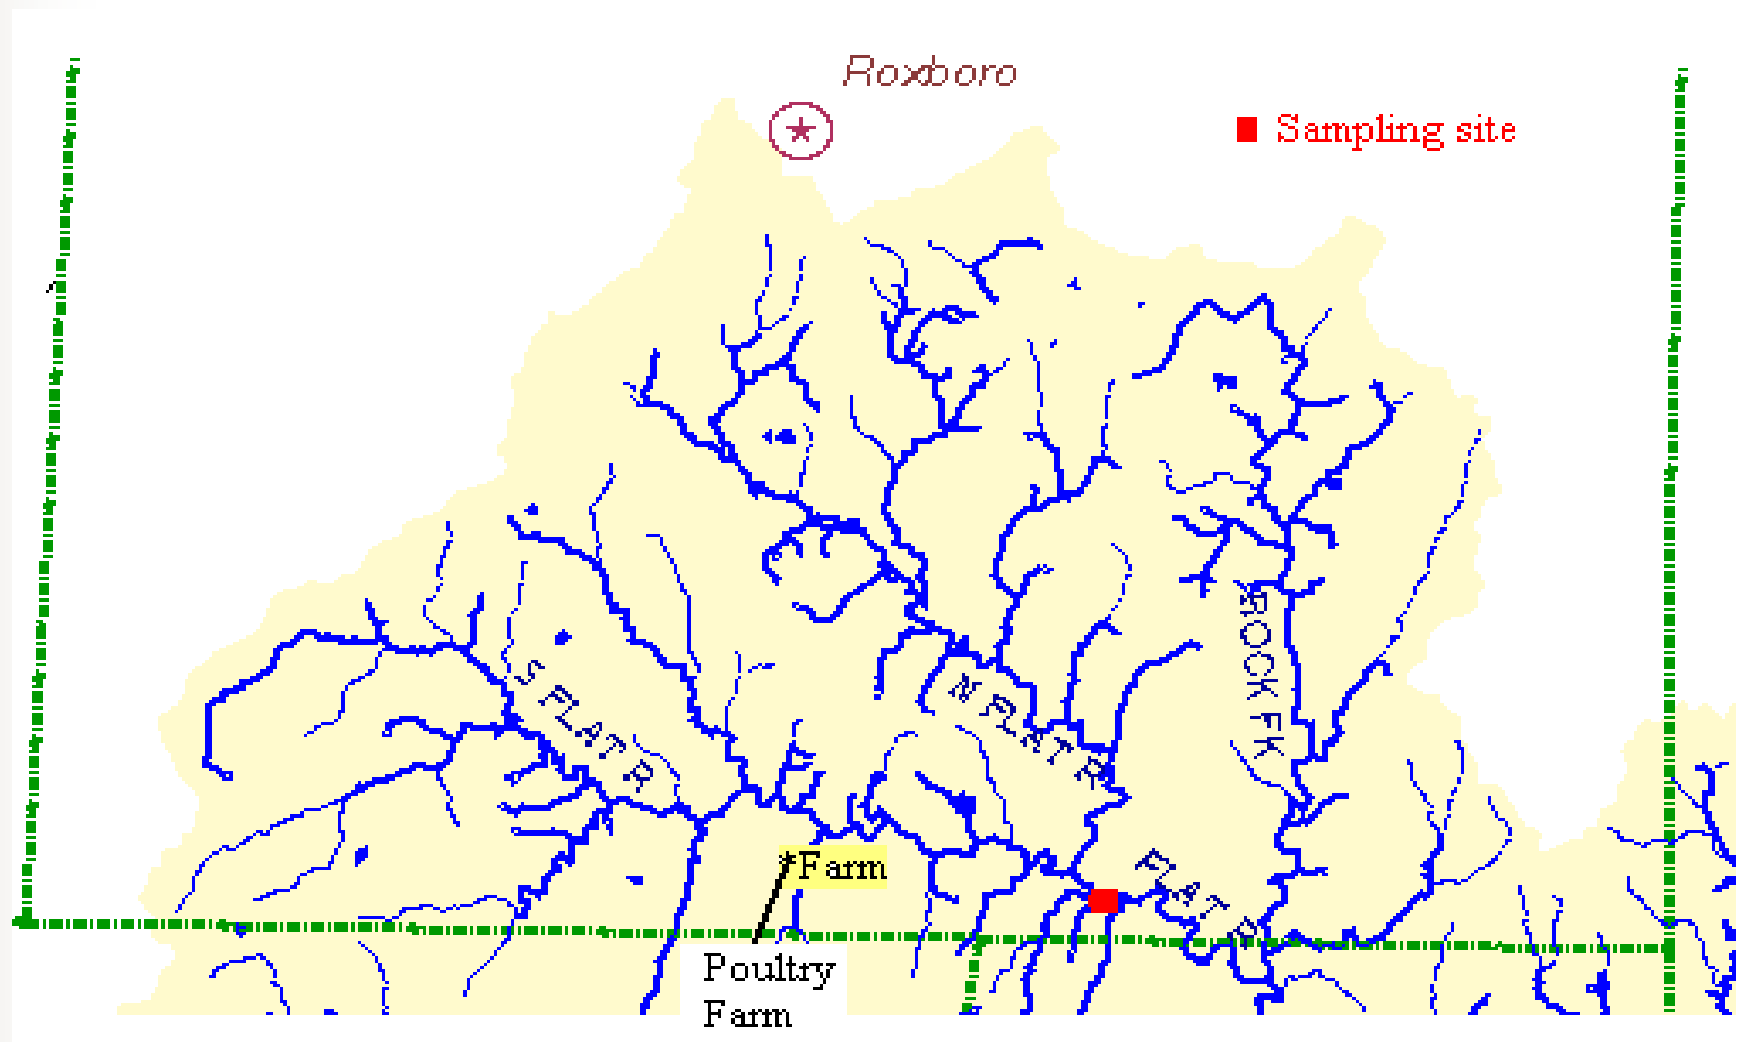 Roxboro
Sampling site
ROCK FK
S FLAT R
N FLAT R
FLAT R
*Farm
Poultry
Farm